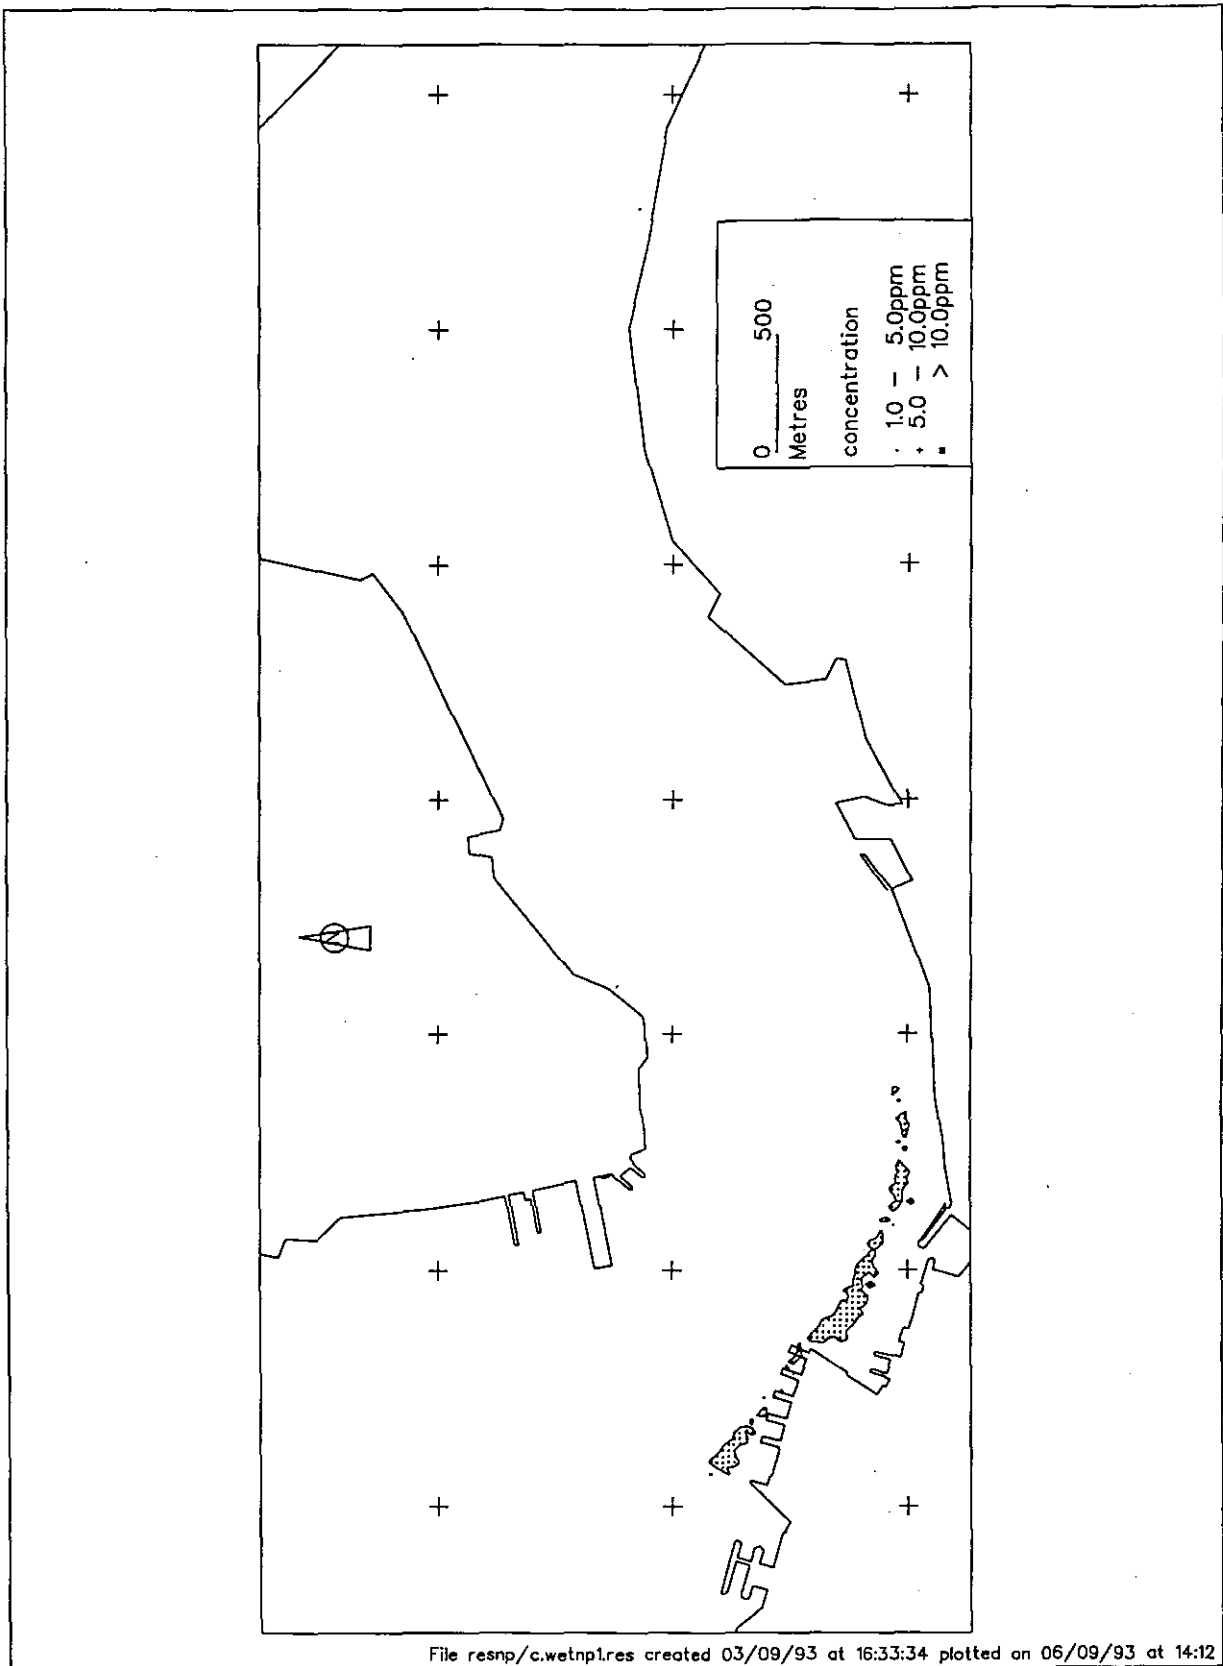 N
0 500
Metres
concentration
· 1.0 — 5.0ppm
+ 5.0 — 10.0ppm
▪ > 10.0ppm
File resnp/c.wetnp1.res created 03/09/93 at 16:33:34 plotted on 06/09/93 at 14:12